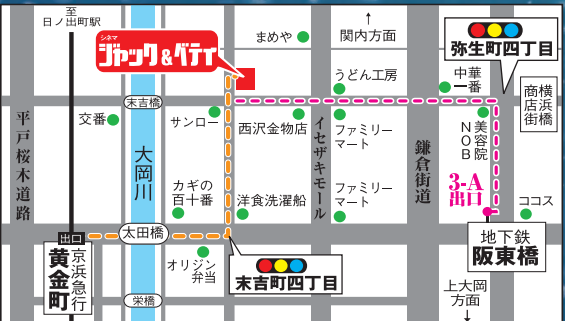 至
日ノ出町駅
シネマ
ジャック&ベティ
まめや
↑
関内方面
弥生町四丁目
うどん工房
中華
一番
横浜
商店街
橋
末吉橋
交番
サンロー
西沢金物店
ファミリー
マート
美容院
NOB
平戸桜木道路
大岡川
イセザキモール
鎌倉街道
カギの
百十番
洋食洗濯船
ファミリー
マート
3-A
出口
ココス
出口
太田橋
京浜急行
黄金町
オリジン
弁当
末吉町四丁目
地下鉄
阪東橋
栄橋
上大岡
方面
↓